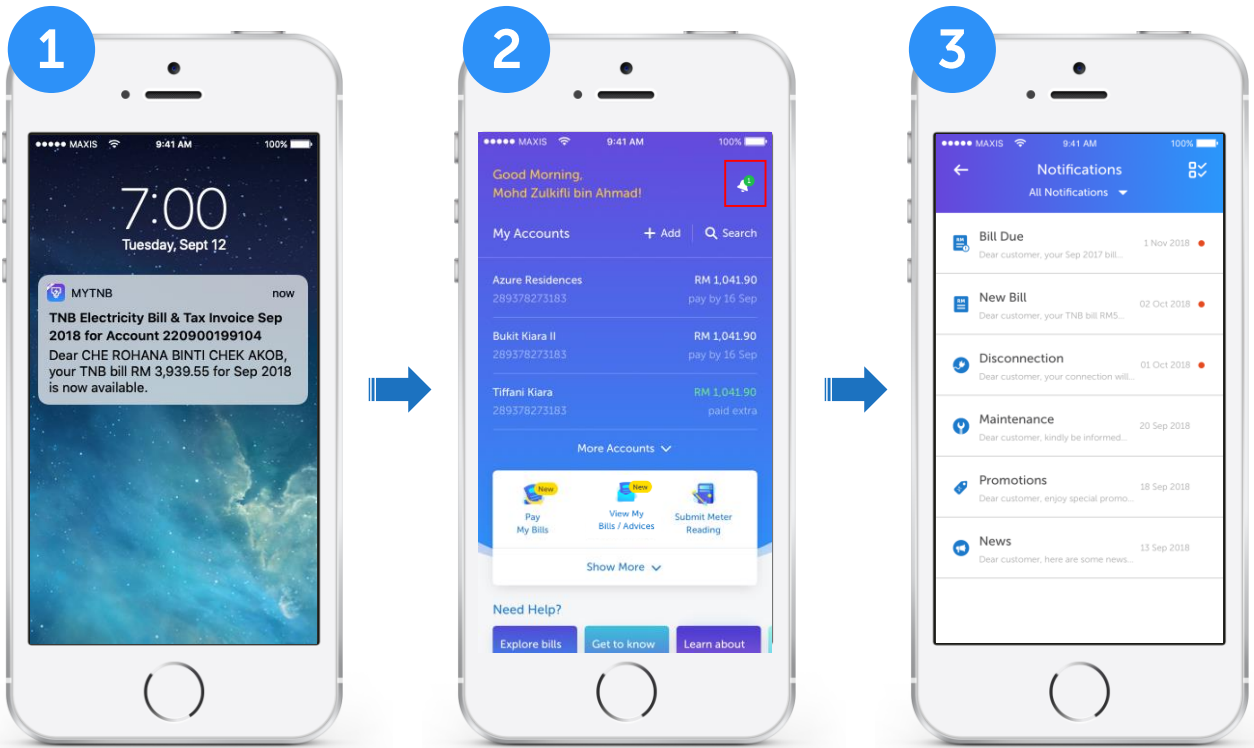 1
MAXIS 9:41 AM 100%
7:00
Tuesday, Sept 12
MYTNB now
TNB Electricity Bill & Tax Invoice Sep
2018 for Account 220900199104
Dear CHE ROHANA BINTI CHEK AKOB,
your TNB bill RM 3,939.55 for Sep 2018
is now available.
2
MAXIS 9:41 AM 100%
Good Morning,
Mohd Zulkifli bin Ahmad!
1
My Accounts + Add Search
Azure Residences RM 1,041.90
289378273183 pay by 16 Sep
Bukit Kiara II RM 1,041.90
289378273183 pay by 16 Sep
Tiffani Kiara RM 1,041.90
289378273183 paid extra
More Accounts
New New
Pay View My Submit Meter
My Bills Bills / Advices Reading
Show More
Need Help?
Explore bills Get to know Learn about
3
MAXIS 9:41 AM 100%
Notifications
All Notifications
RM Bill Due 1 Nov 2018
Dear customer, your Sep 2017 bill...
RM New Bill 02 Oct 2018
Dear customer, your TNB bill RM5...
Disconnection 01 Oct 2018
Dear customer, your connection will...
Maintenance 20 Sep 2018
Dear customer, kindly be informed...
Promotions 18 Sep 2018
Dear customer, enjoy special promo...
News 13 Sep 2018
Dear customer, here are some news...